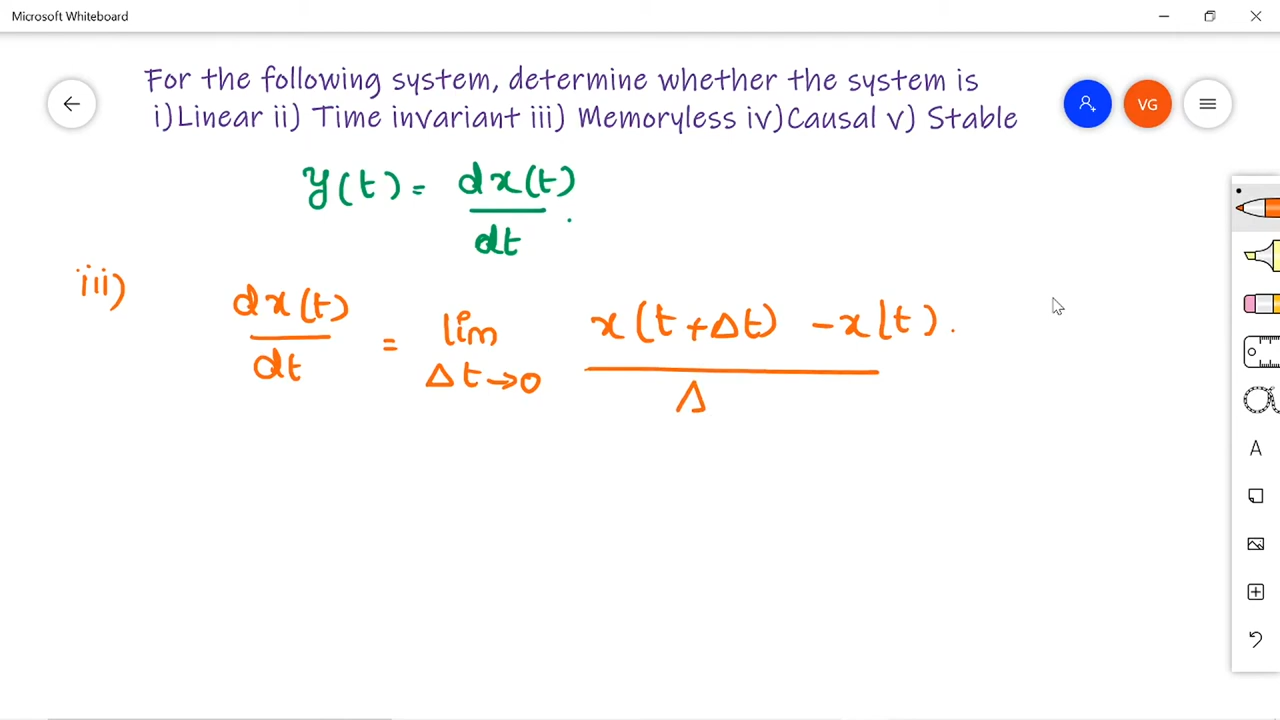 Microsoft Whiteboard
For the following system, determine whether the system is
i)Linear ii) Time invariant iii) Memoryless iv)Causal v) Stable
VG
y(t) = dx(t)
dt
iii)
dx(t)
dt
= lim
Δt→0
x(t+Δt) -x(t).
Δ
A